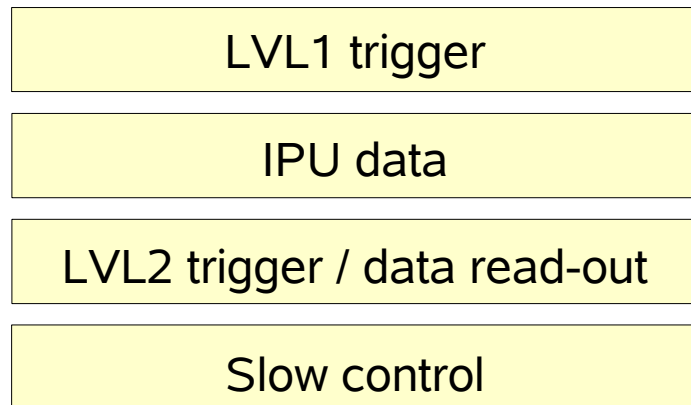 LVL1 trigger
IPU data
LVL2 trigger / data read-out
Slow control